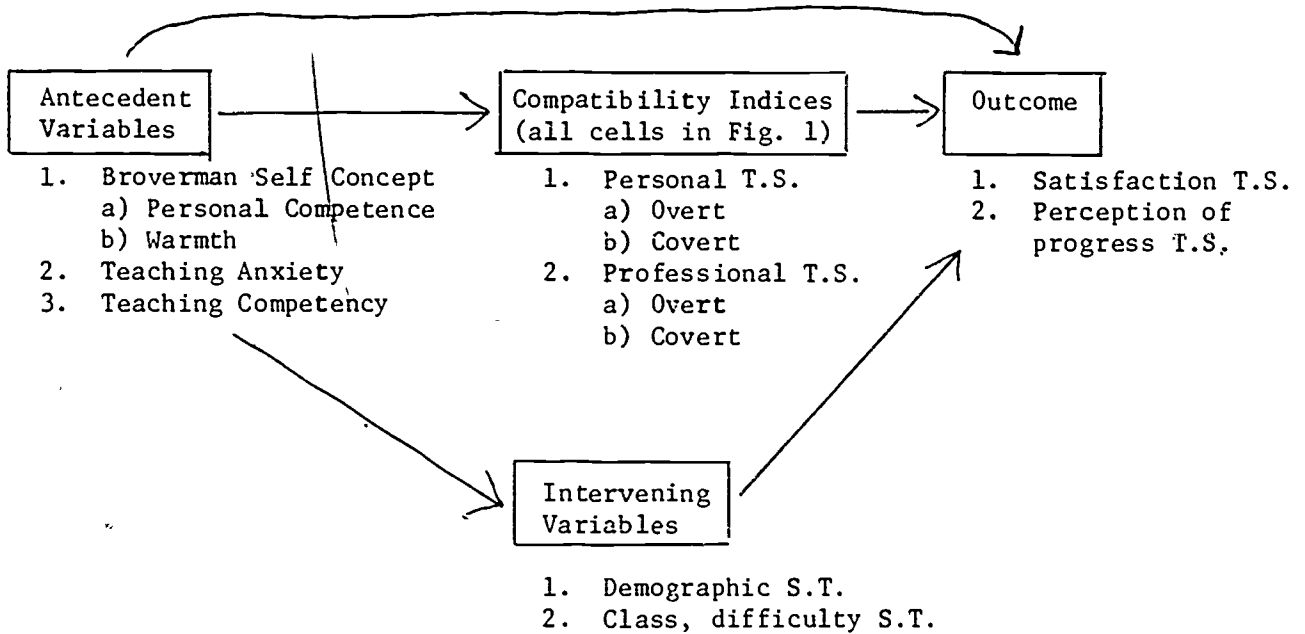 Antecedent
Variables
1. Broverman Self Concept
a) Personal Competence
b) Warmth
2. Teaching Anxiety
3. Teaching Competency
Compatibility Indices
(all cells in Fig. 1)
1. Personal T.S.
a) Overt
b) Covert
2. Professional T.S.
a) Overt
b) Covert
Outcome
1. Satisfaction T.S.
2. Perception of
progress T.S.
Intervening
Variables
1. Demographic S.T.
2. Class, difficulty S.T.